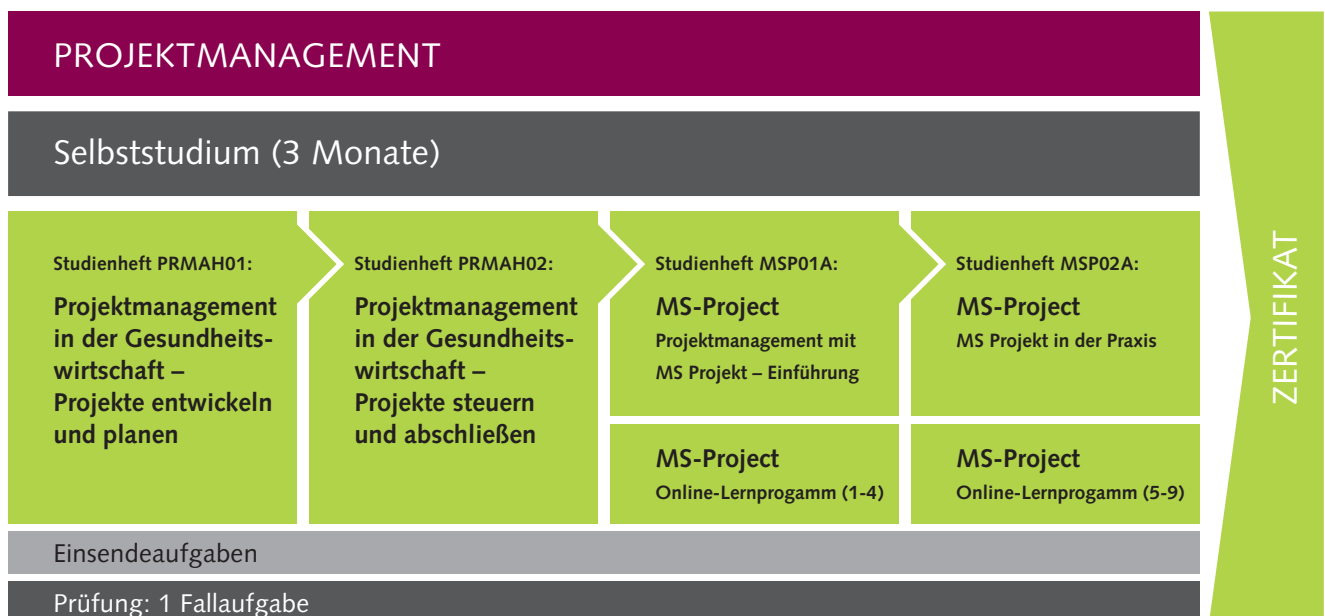 PROJEKTMANAGEMENT
Selbststudium (3 Monate)
Studienheft PRMAH01:
Projektmanagement
in der Gesundheits-
wirtschaft –
Projekte entwickeln
und planen
Studienheft PRMAH02:
Projektmanagement
in der Gesundheits-
wirtschaft –
Projekte steuern
und abschließen
Studienheft MSP01A:
MS-Project
Projektmanagement mit
MS Projekt – Einführung
MS-Project
Online-Lernprogamm (1-4)
Studienheft MSP02A:
MS-Project
MS Projekt in der Praxis
MS-Project
Online-Lernprogamm (5-9)
Einsendeaufgaben
Prüfung: 1 Fallaufgabe
ZERTIFIKAT